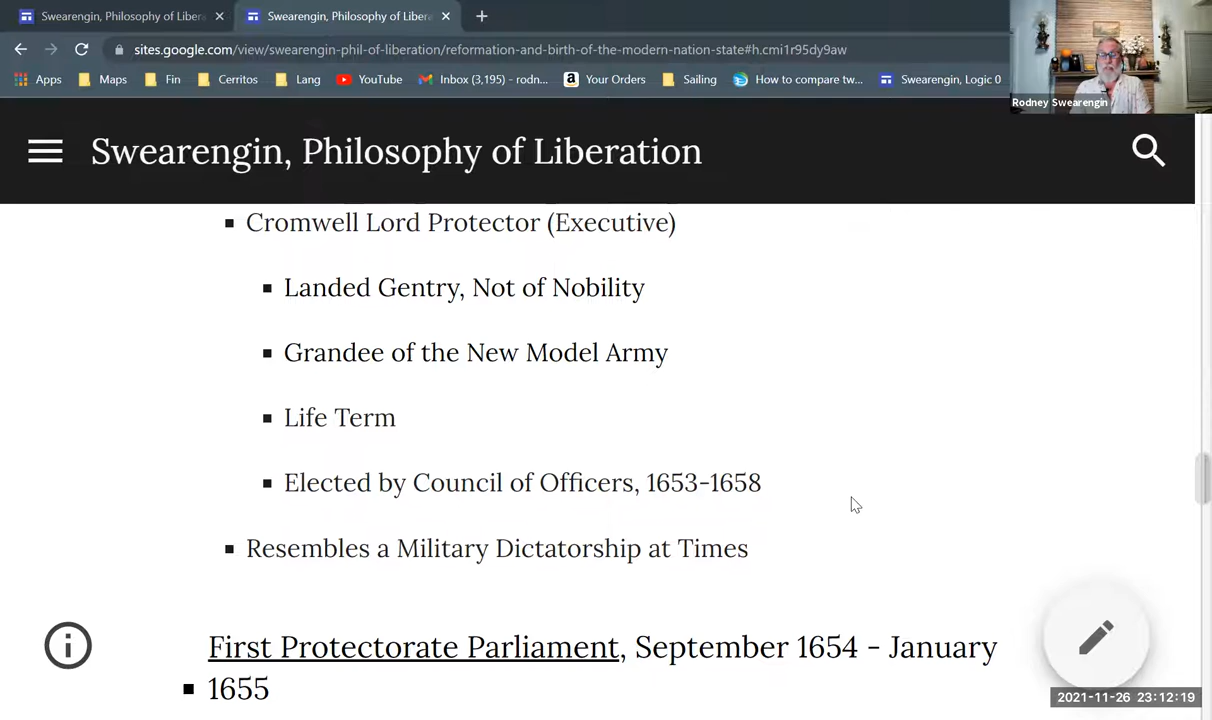 Swearengin, Philosophy of Liber
Swearengin, Philosophy of Liber
sites.google.com/view/swearengin-phil-of-liberation/reformation-and-birth-of-the-modern-nation-state#h.cmi1r95dy9aw
Apps Maps Fin Cerritos Lang YouTube Inbox (3,195) - rodn... Your Orders Sailing How to compare tw... Swearengin, Logic 0
Rodney Swearengin
Swearengin, Philosophy of Liberation
▪ Cromwell Lord Protector (Executive)
▪ Landed Gentry, Not of Nobility
▪ Grandee of the New Model Army
▪ Life Term
▪ Elected by Council of Officers, 1653-1658
▪ Resembles a Military Dictatorship at Times
First Protectorate Parliament, September 1654 - January
▪ 1655
2021-11-26 23:12:19